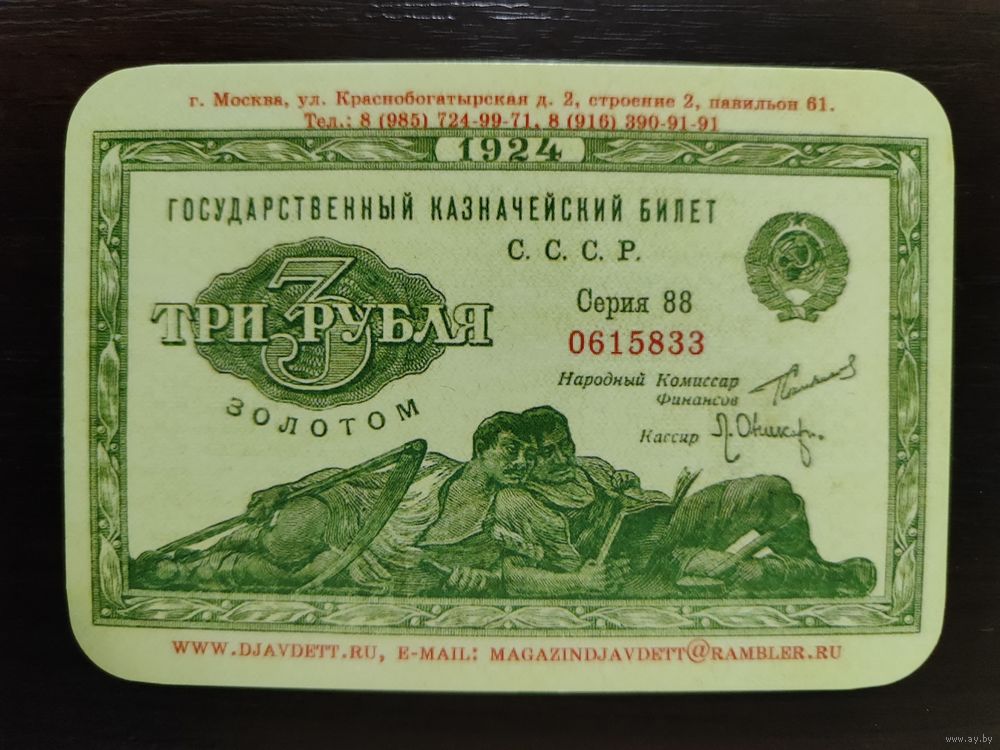 г. Москва, ул. Краснобогатырская д. 2, строение 2, павильон 61.
Тел.: 8 (985) 724-99-71, 8 (916) 390-91-91
1924
ГОСУДАРСТВЕННЫЙ КАЗНАЧЕЙСКИЙ БИЛЕТ
С. С. С. Р.
3
ТРИ РУБЛЯ
ЗОЛОТОМ
Серия 88
0615833
Народный Комиссар
Финансов
Кассир
WWW.DJAVDETT.RU, E-MAIL: MAGAZINDJAVDETT@RAMBLER.RU
www.ay.by